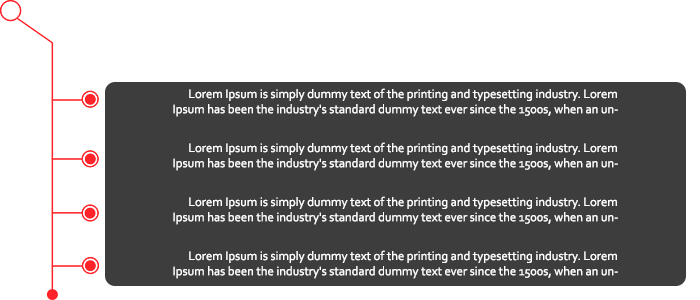 Lorem Ipsum is simply dummy text of the printing and typesetting industry. Lorem
Ipsum has been the industry's standard dummy text ever since the 1500s, when an un-
Lorem Ipsum is simply dummy text of the printing and typesetting industry. Lorem
Ipsum has been the industry's standard dummy text ever since the 1500s, when an un-
Lorem Ipsum is simply dummy text of the printing and typesetting industry. Lorem
Ipsum has been the industry's standard dummy text ever since the 1500s, when an un-
Lorem Ipsum is simply dummy text of the printing and typesetting industry. Lorem
Ipsum has been the industry's standard dummy text ever since the 1500s, when an un-